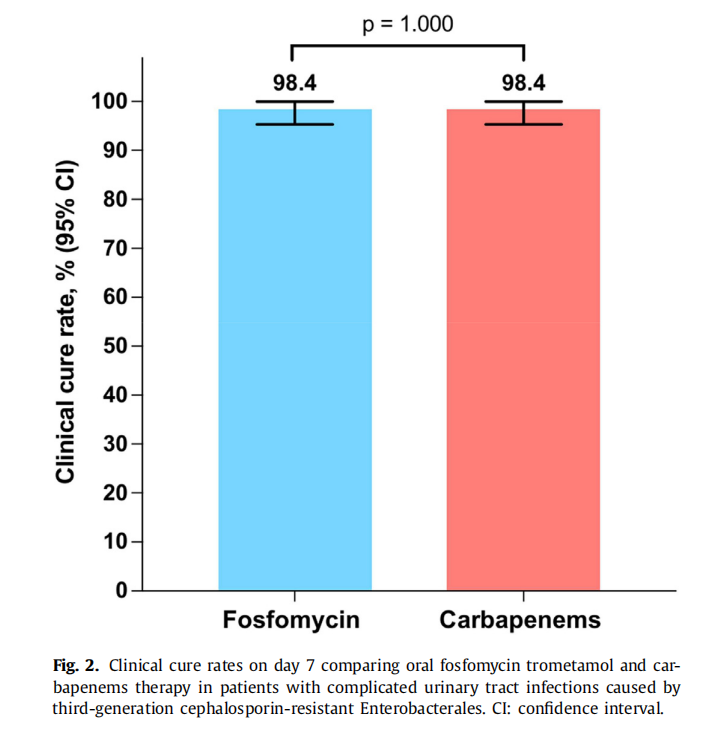 p = 1.000
98.4 98.4
Clinical cure rate, % (95% CI)
100
90
80
70
60
50
40
30
20
10
0
Fosfomycin Carbapenems
Fig. 2. Clinical cure rates on day 7 comparing oral fosfomycin trometamol and car-
bapenems therapy in patients with complicated urinary tract infections caused by
third-generation cephalosporin-resistant Enterobacterales. CI: confidence interval.